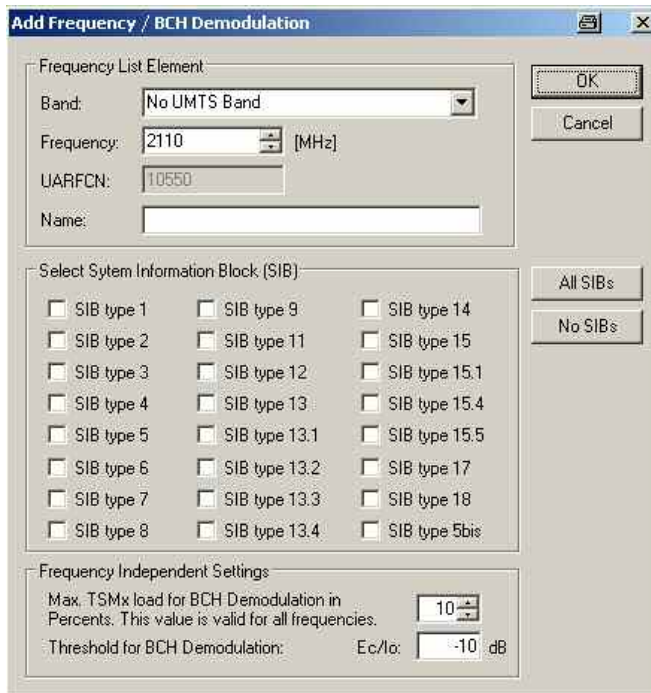 Add Frequency / BCH Demodulation
Frequency List Element
Band: No UMTS Band
Frequency: 2110 [MHz]
UARFCN: 10550
Name:
OK
Cancel
Select Sytem Information Block (SIB)
SIB type 1 SIB type 9 SIB type 14
SIB type 2 SIB type 11 SIB type 15
SIB type 3 SIB type 12 SIB type 15.1
SIB type 4 SIB type 13 SIB type 15.4
SIB type 5 SIB type 13.1 SIB type 15.5
SIB type 6 SIB type 13.2 SIB type 17
SIB type 7 SIB type 13.3 SIB type 18
SIB type 8 SIB type 13.4 SIB type 5bis
All SIBs
No SIBs
Frequency Independent Settings
Max. TSMx load for BCH Demodulation in
Percents. This value is valid for all frequencies. 10
Threshold for BCH Demodulation: Ec/Io: -10 dB